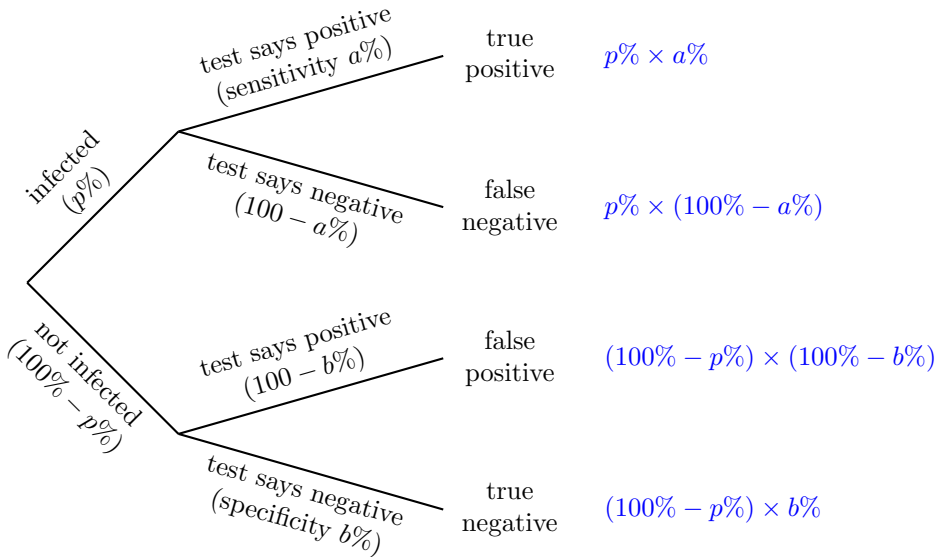 test says positive
(sensitivity a%)
true
positive
p% × a%
infected
(p%)
test says negative
(100 − a%)
false
negative
p% × (100% − a%)
not infected
(100% − p%)
test says positive
(100 − b%)
false
positive
(100% − p%) × (100% − b%)
test says negative
(specificity b%)
true
negative
(100% − p%) × b%